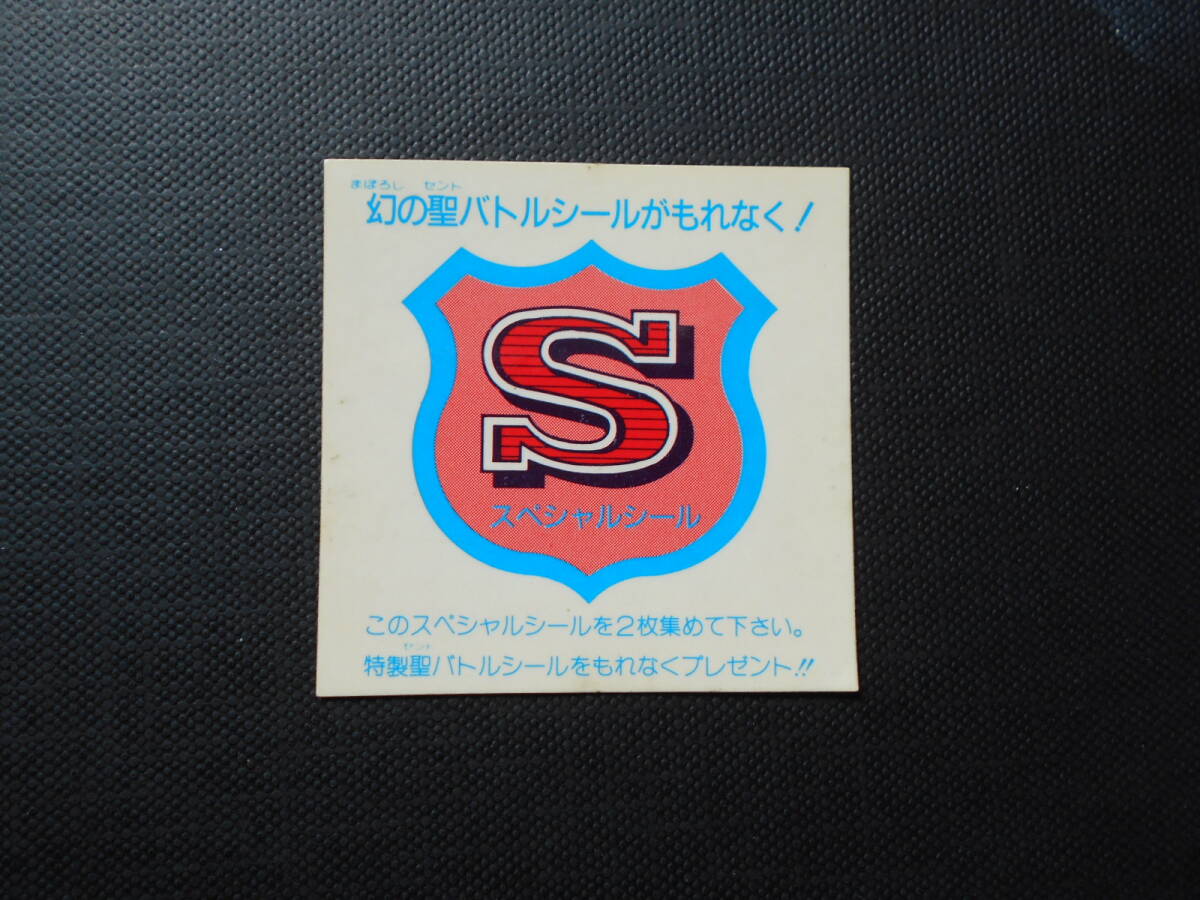 まぼろし セント
幻の聖バトルシールがもれなく!
S
スペシャルシール
このスペシャルシールを2枚集めて下さい。
セント
特製聖バトルシールをもれなくプレゼント!!